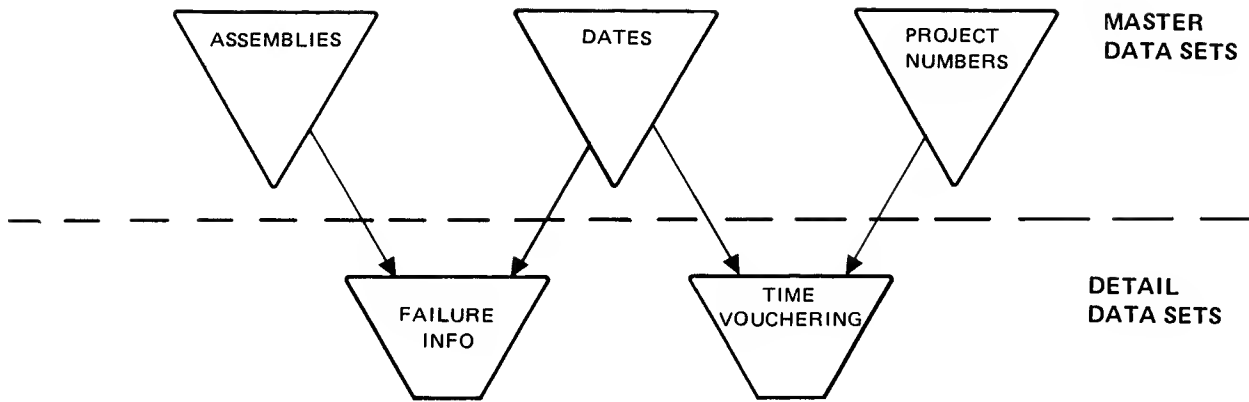 ASSEMBLIES
DATES
PROJECT
NUMBERS
MASTER
DATA SETS
FAILURE
INFO
TIME
VOUCHERING
DETAIL
DATA SETS